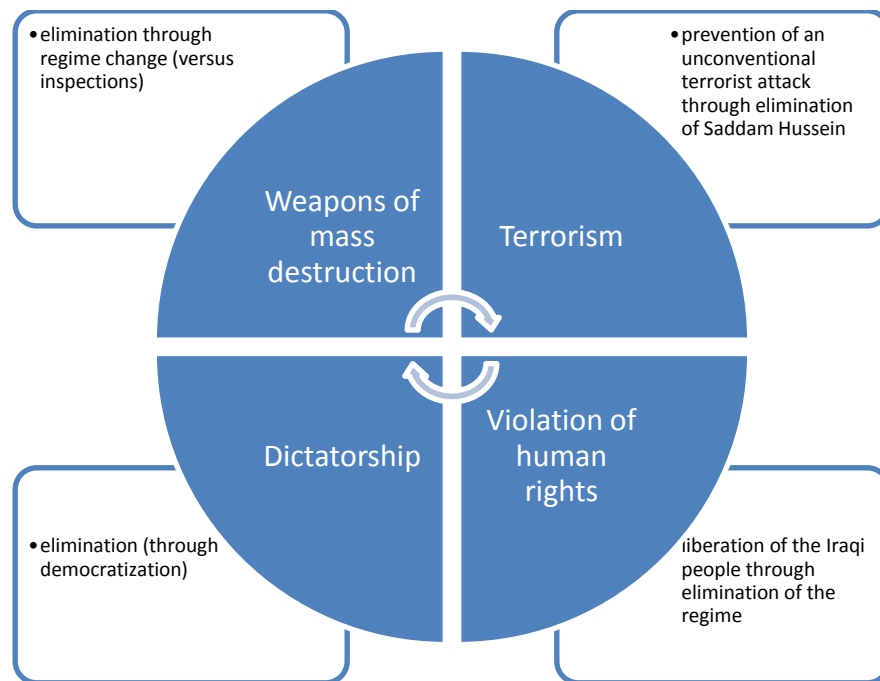 •elimination through
regime change (versus
inspections)
•prevention of an
unconventional
terrorist attack
through elimination
of Saddam Hussein
Weapons of
mass
destruction
Terrorism
Dictatorship
Violation of
human
rights
•elimination (through
democratization)
liberation of the Iraqi
people through
elimination of the
regime